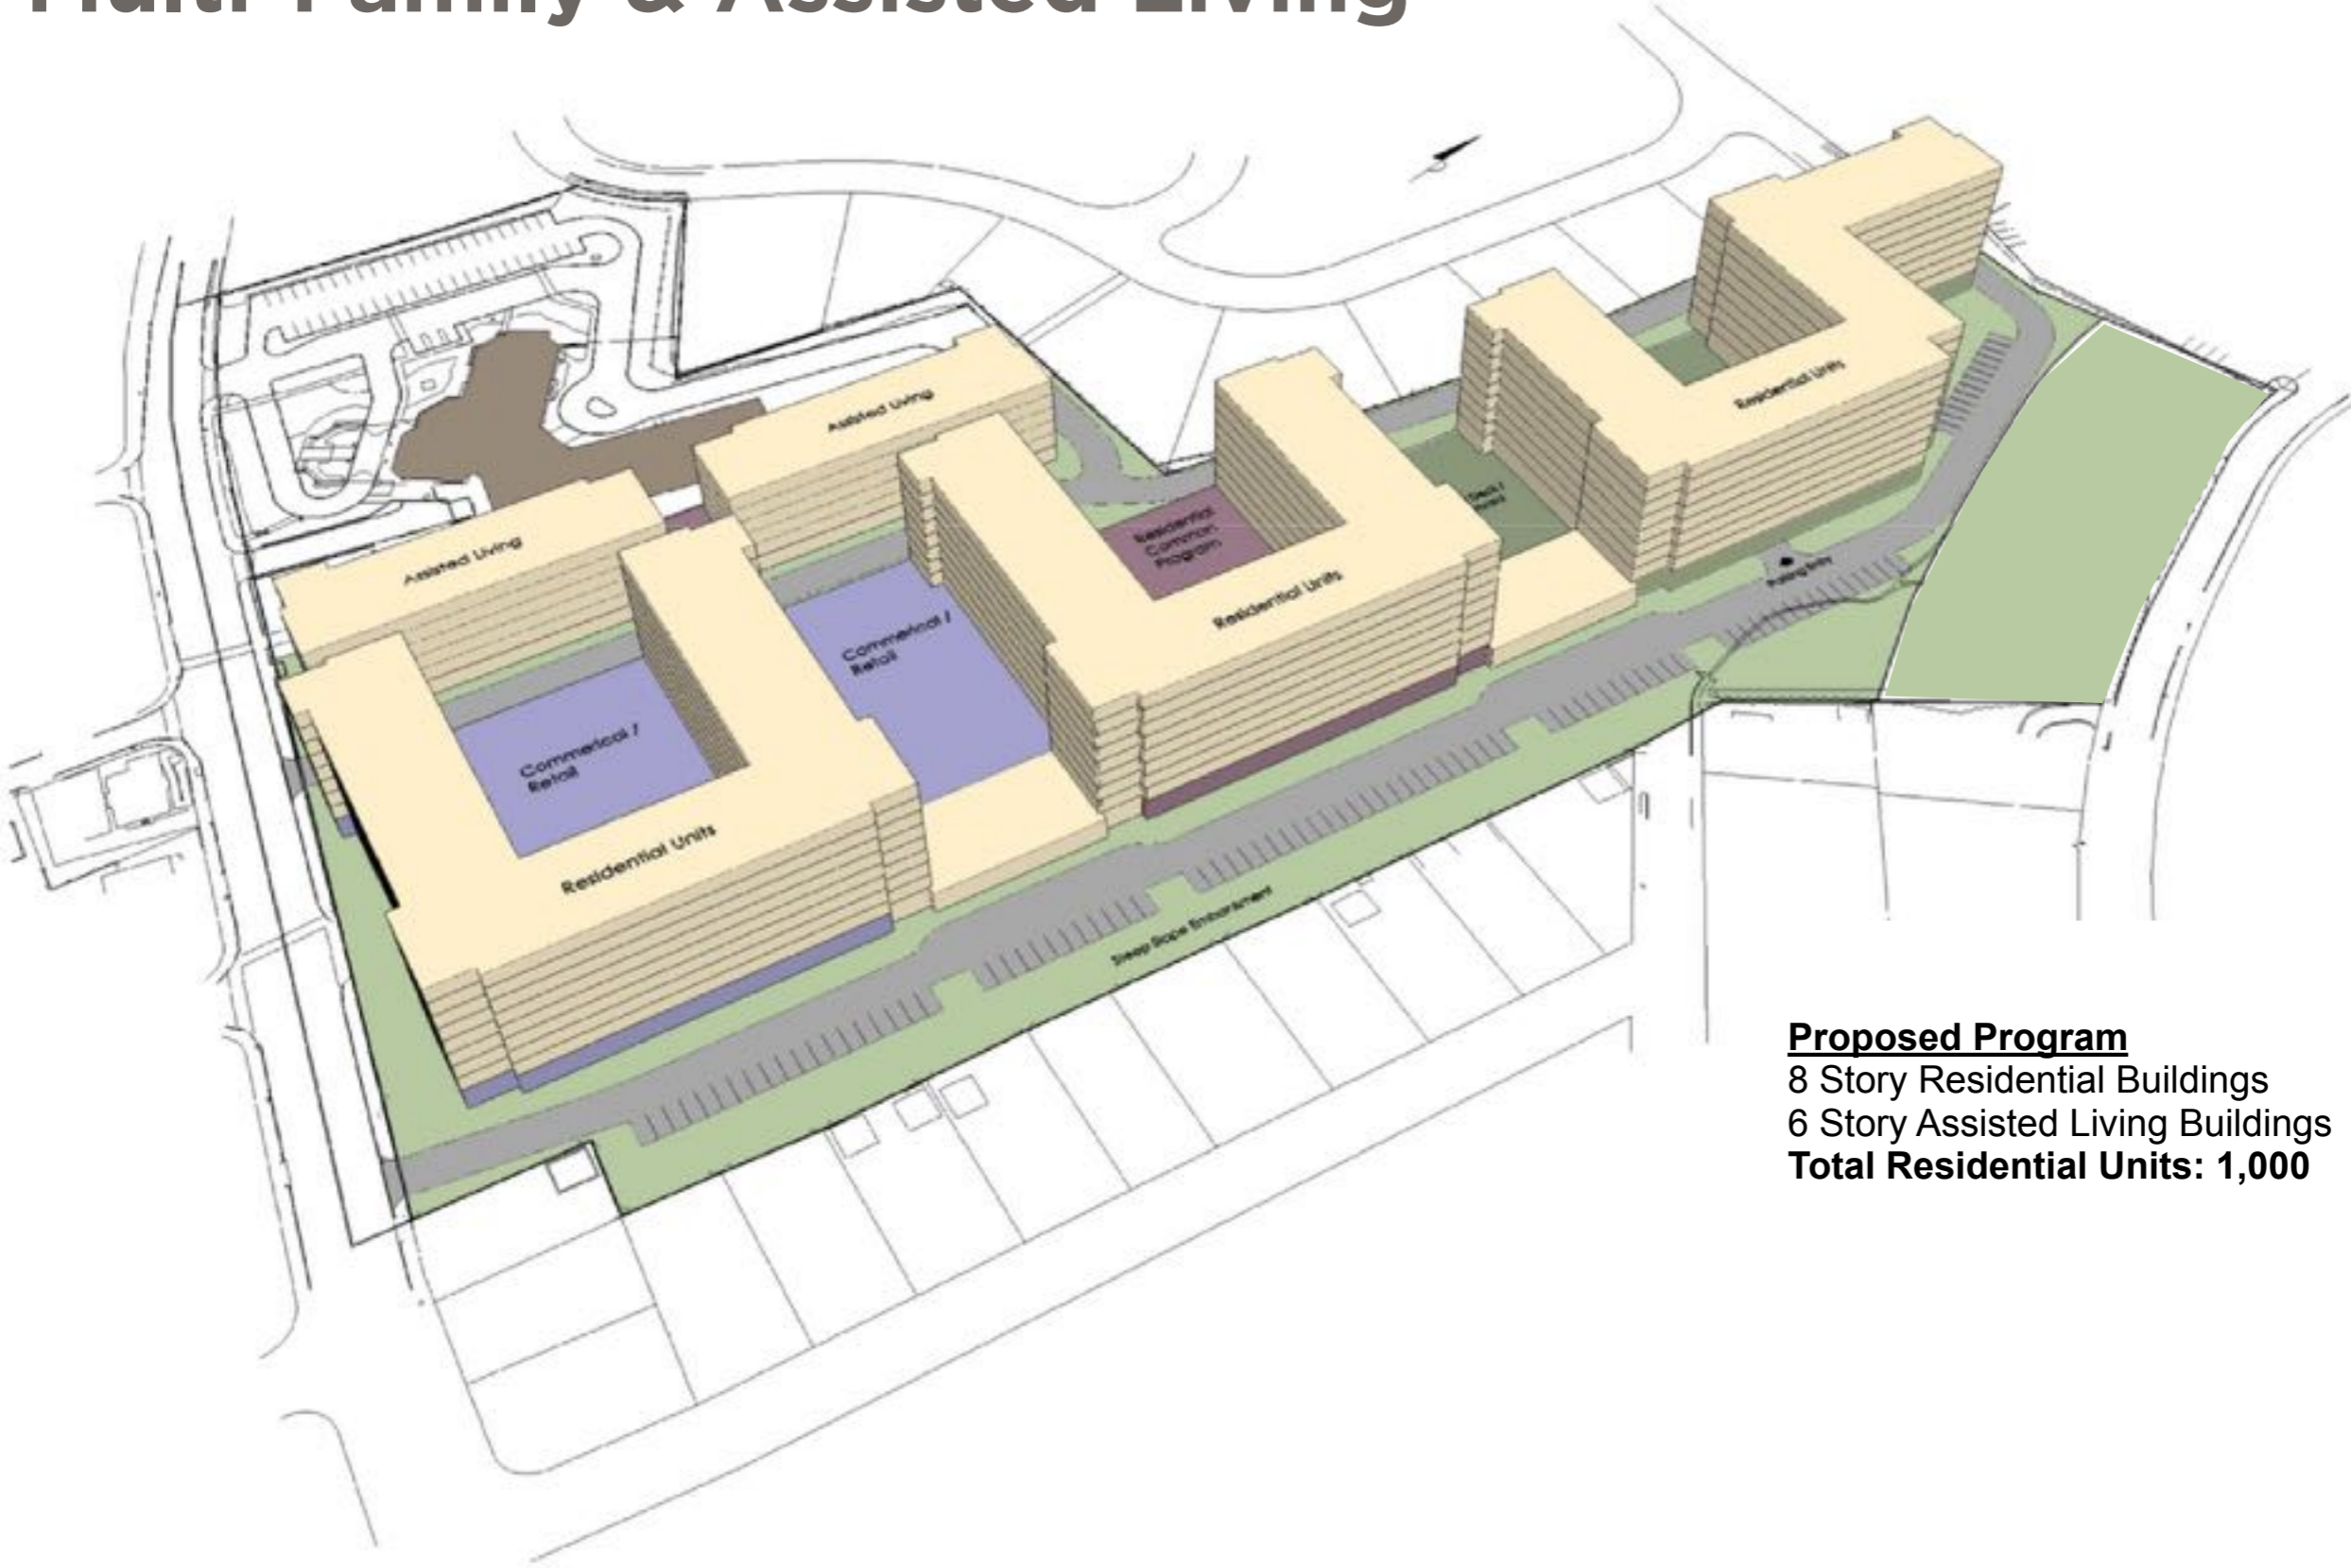 Multi-Family & Assisted Living
Assisted Living
Assisted Living
Residential Units
Residential
Common
Program
Commerical /
Retail
Residential Units
Parking Entry
Commerical /
Retail
Residential Units
Steep Slope Embankment
Proposed Program
8 Story Residential Buildings
6 Story Assisted Living Buildings
Total Residential Units: 1,000